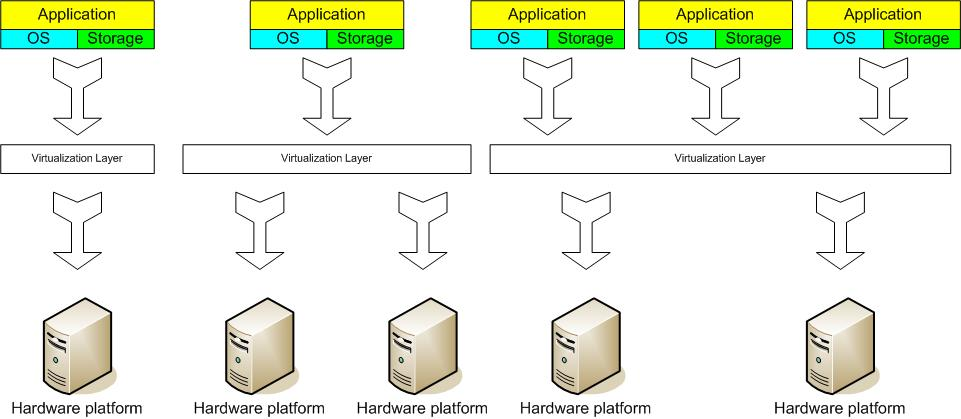 Application
OS Storage
Application
OS Storage
Application
OS Storage
Application
OS Storage
Application
OS Storage
Virtualization Layer
Virtualization Layer
Virtualization Layer
Hardware platform
Hardware platform
Hardware platform
Hardware platform
Hardware platform